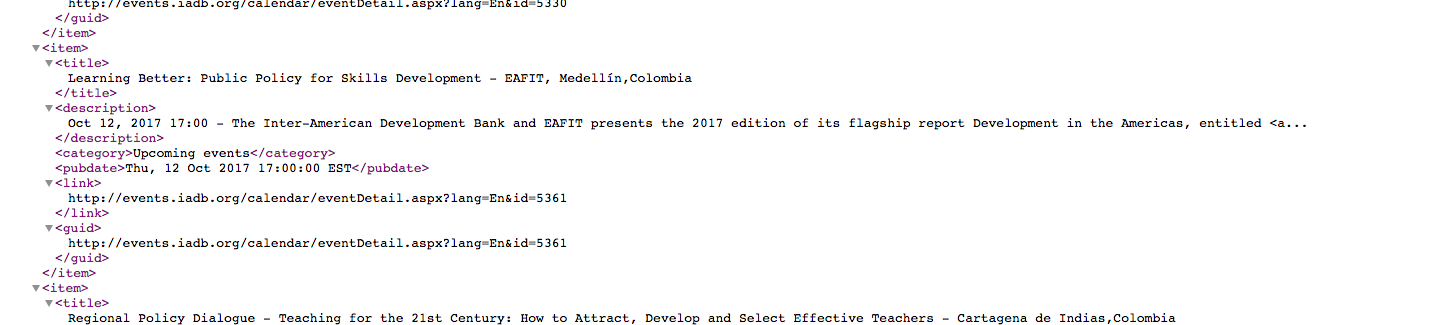 http://events.iadb.org/calendar/eventDetail.aspx?lang=En&id=5330
</guid>
</item>
▼<item>
▼<title>
Learning Better: Public Policy for Skills Development - EAFIT, Medellín,Colombia
</title>
▼<description>
Oct 12, 2017 17:00 - The Inter-American Development Bank and EAFIT presents the 2017 edition of its flagship report Development in the Americas, entitled <a...
</description>
<category>Upcoming events</category>
<pubdate>Thu, 12 Oct 2017 17:00:00 EST</pubdate>
▼<link>
http://events.iadb.org/calendar/eventDetail.aspx?lang=En&id=5361
</link>
▼<guid>
http://events.iadb.org/calendar/eventDetail.aspx?lang=En&id=5361
</guid>
</item>
▼<item>
▼<title>
Regional Policy Dialogue - Teaching for the 21st Century: How to Attract, Develop and Select Effective Teachers - Cartagena de Indias,Colombia